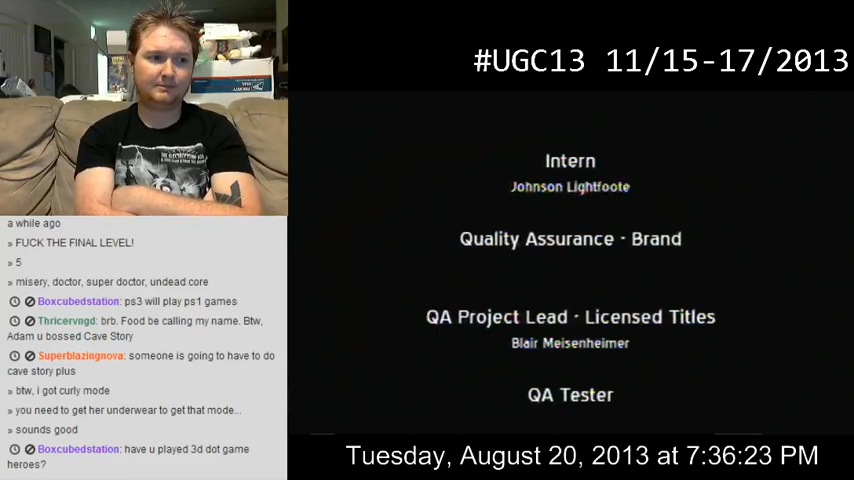 #UGC13 11/15-17/2013
Intern
Johnson Lightfoote
Quality Assurance - Brand
QA Project Lead - Licensed Titles
Blair Meisenheimer
QA Tester
Tuesday, August 20, 2013 at 7:36:23 PM
a while ago
» FUCK THE FINAL LEVEL!
» 5
» misery, doctor, super doctor, undead core
Boxcubedstation: ps3 will play ps1 games
Thricervngd: brb. Food be calling my name. Btw,
Adam u bossed Cave Story
Superblazingnova: someone is going to have to do
cave story plus
» btw, i got curly mode
» you need to get her underwear to get that mode...
» sounds good
Boxcubedstation: have u played 3d dot game
heroes?